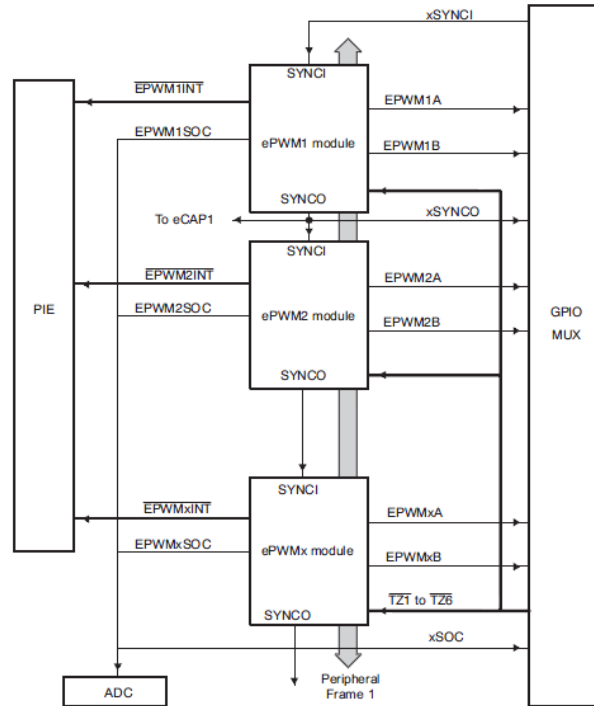 xSYNCI
SYNCI
EPWM1INT
EPWM1A
EPWM1SOC
ePWM1 module
EPWM1B
SYNCO
To eCAP1
xSYNCO
SYNCI
EPWM2INT
EPWM2A
PIE
EPWM2SOC
ePWM2 module
GPIO
MUX
EPWM2B
SYNCO
SYNCI
EPWMxINT
EPWMxA
EPWMxSOC
ePWMx module
EPWMxB
TZ1 to TZ6
SYNCO
xSOC
ADC
Peripheral
Frame 1